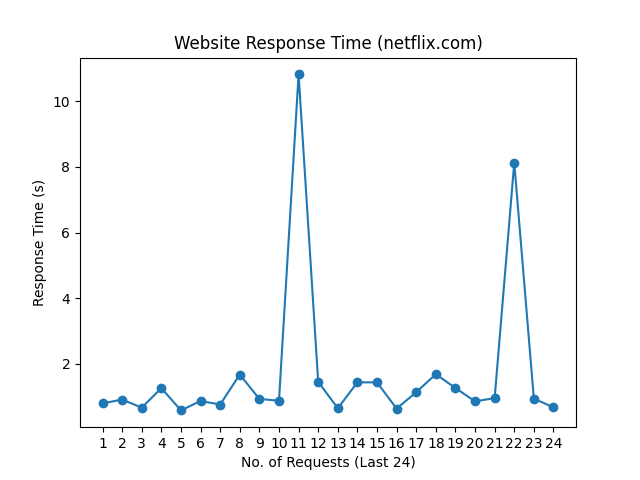 Website Response Time (netflix.com)
10
8
6
4
2
Response Time (s)
1 2 3 4 5 6 7 8 9 10 11 12 13 14 15 16 17 18 19 20 21 22 23 24
No. of Requests (Last 24)